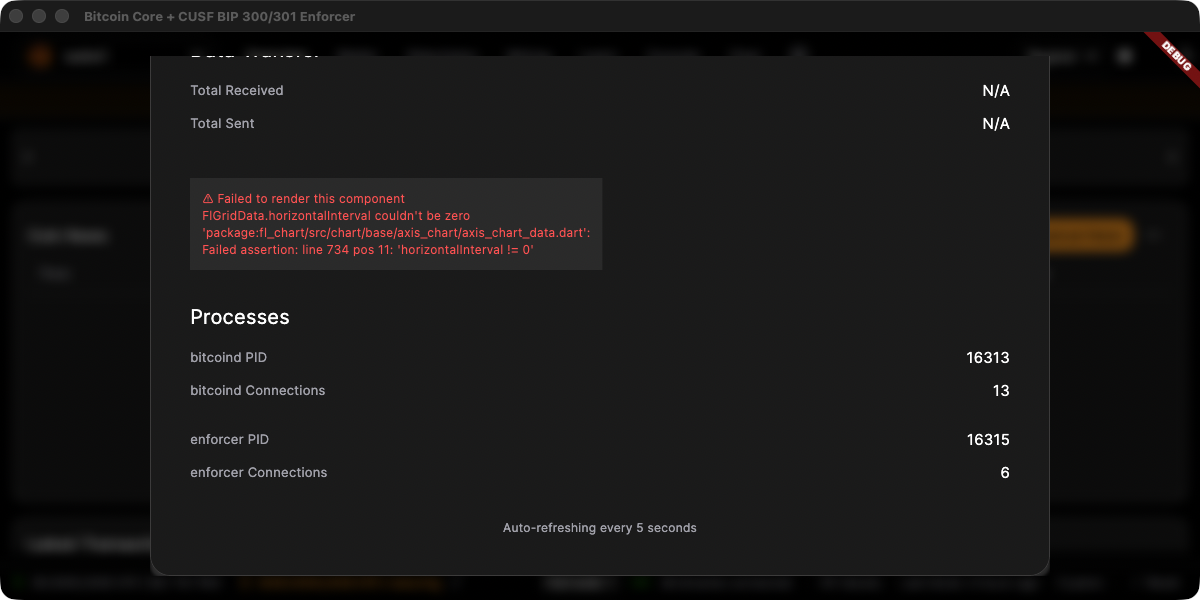 Bitcoin Core + CUSF BIP 300/301 Enforcer
DEBUG
Data Transfer
Total Received N/A
Total Sent N/A
⚠ Failed to render this component
FlGridData.horizontalInterval couldn't be zero
'package:fl_chart/src/chart/base/axis_chart/axis_chart_data.dart':
Failed assertion: line 734 pos 11: 'horizontalInterval != 0'
Processes
bitcoind PID 16313
bitcoind Connections 13
enforcer PID 16315
enforcer Connections 6
Auto-refreshing every 5 seconds